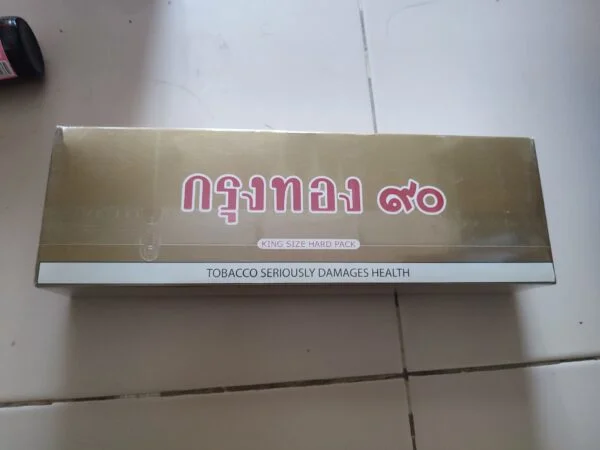 กรุงทอง ๙๐
KING SIZE HARD PACK
TOBACCO SERIOUSLY DAMAGES HEALTH